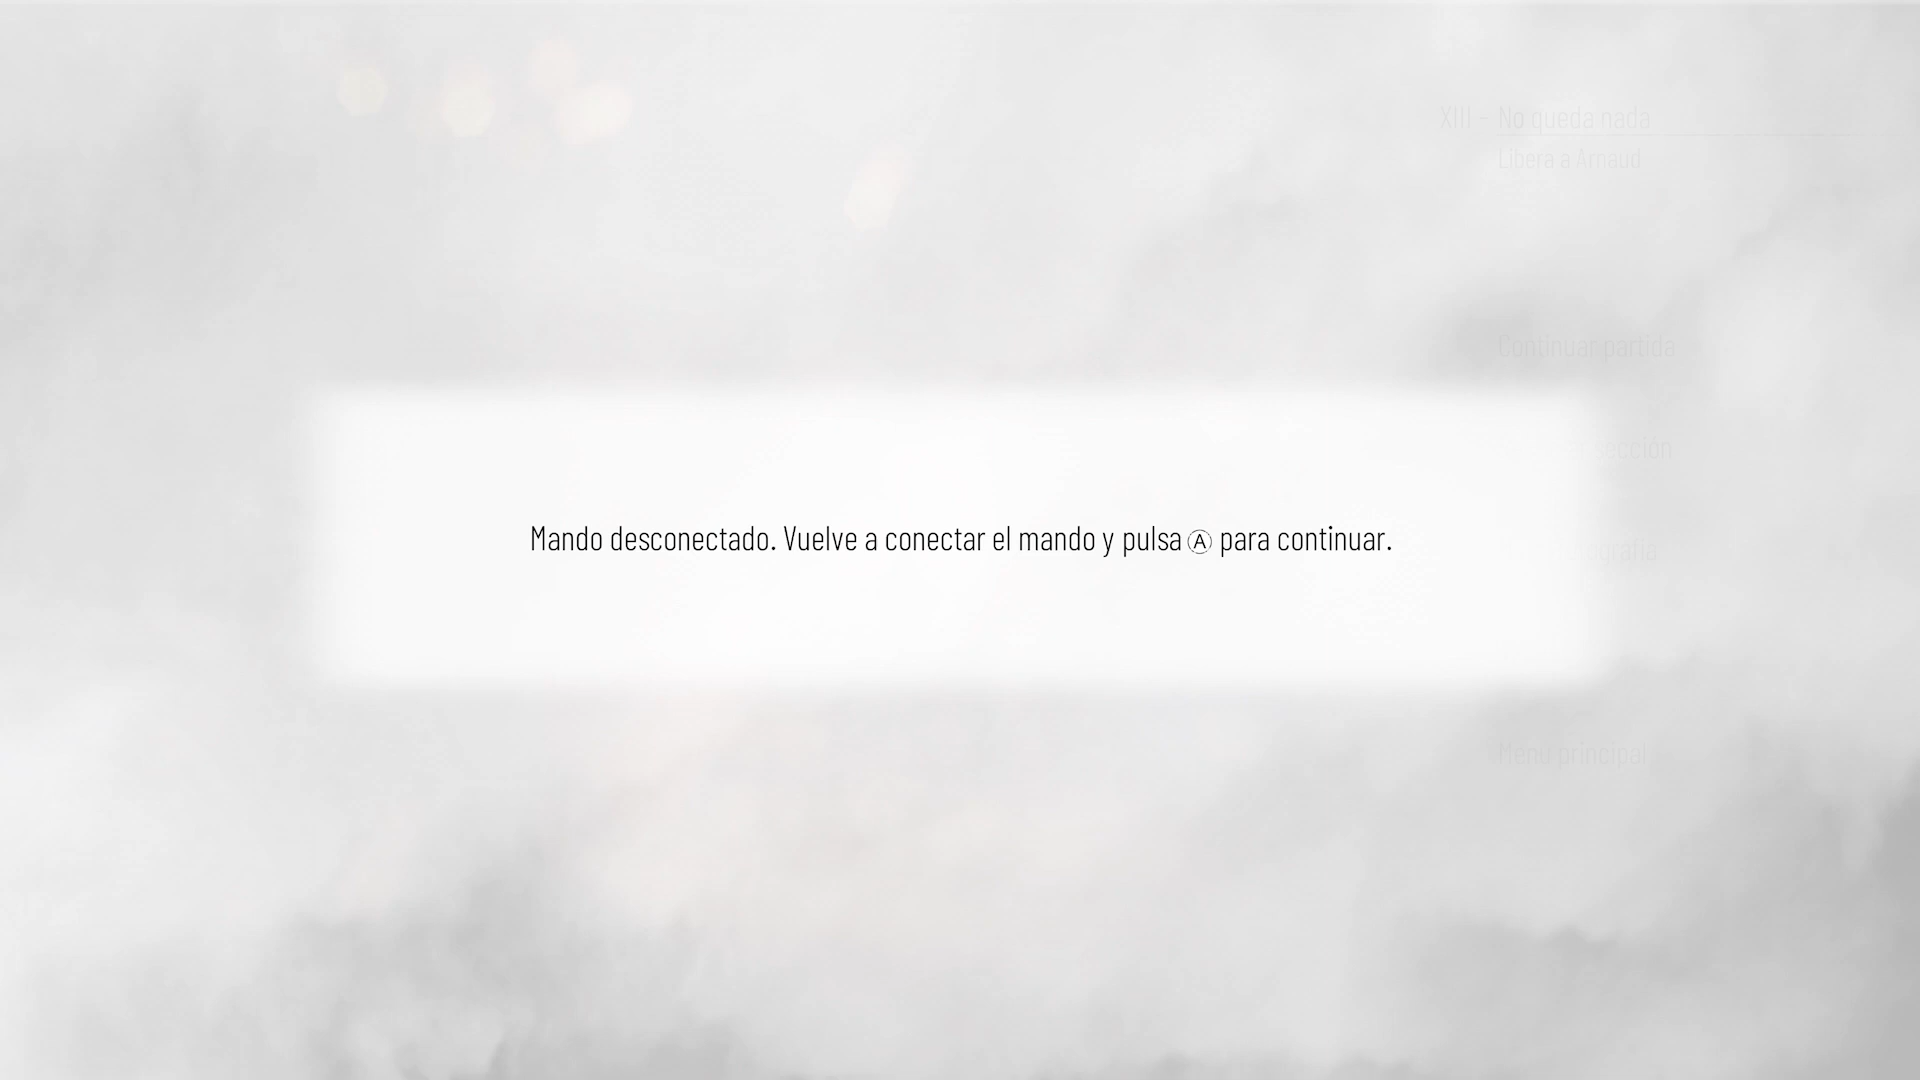 XIII - No queda nada
Libera a Arnaud
Continuar partida
sección
Mando desconectado. Vuelve a conectar el mando y pulsa Ⓐ para continuar.
Menú principal